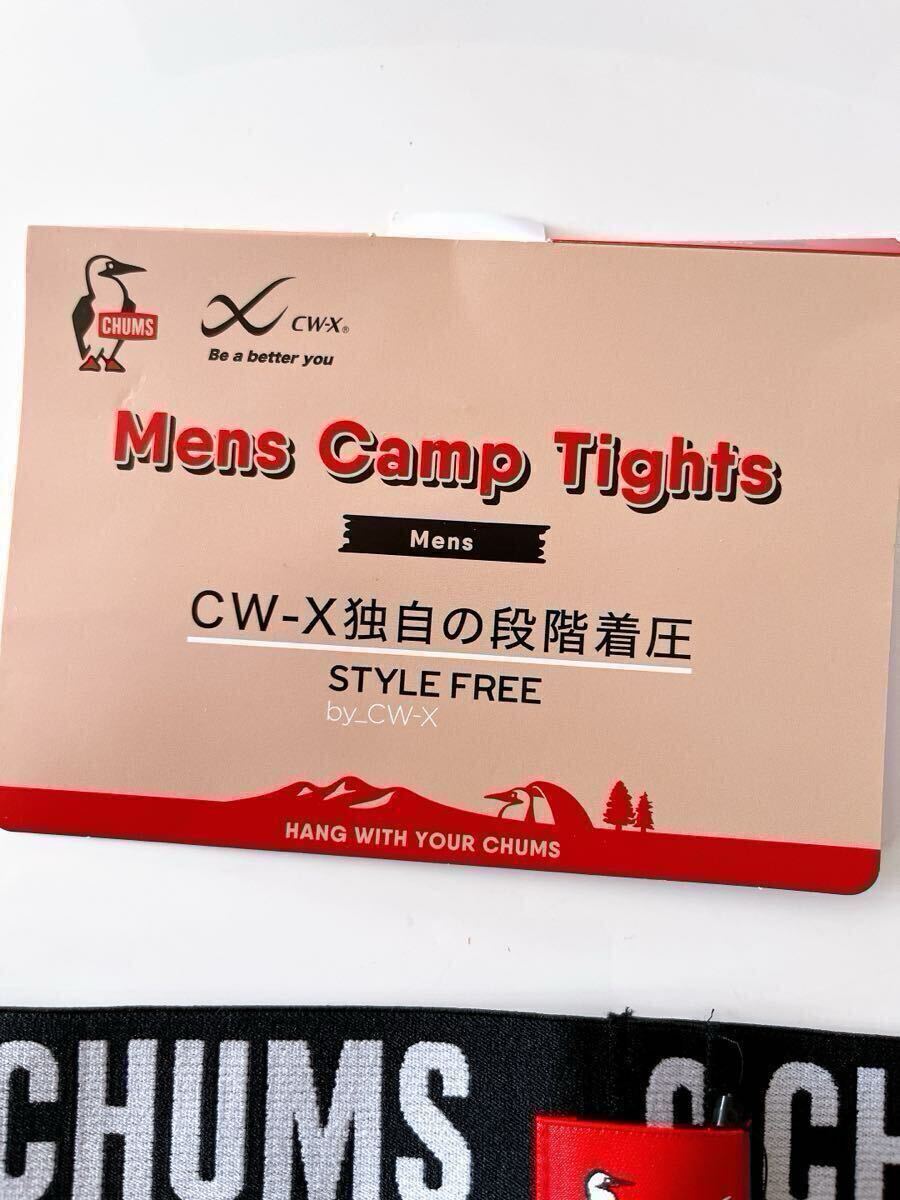 CHUMS
CW-X®
Be a better you
Mens Camp Tights
Mens
CW-X独自の段階着圧
STYLE FREE
by_CW-X
HANG WITH YOUR CHUMS
CHUMS